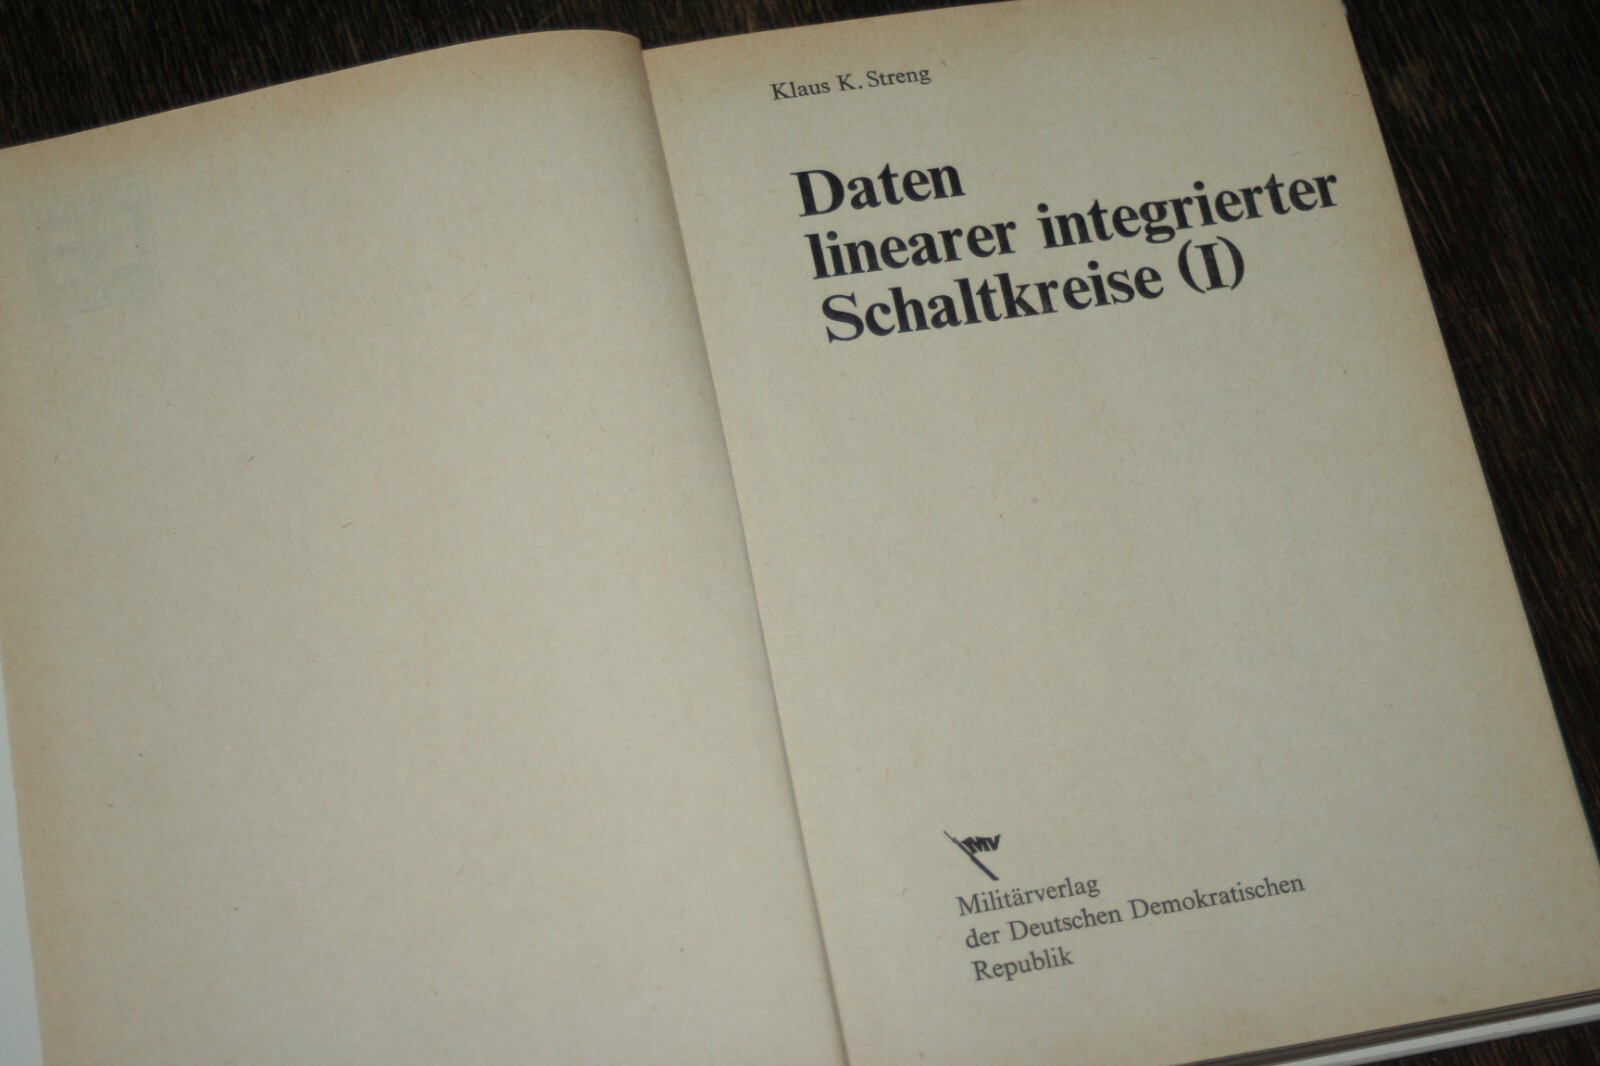 Klaus K. Streng
Daten
linearer integrierter
Schaltkreise (I)
MV
Militärverlag
der Deutschen Demokratischen
Republik